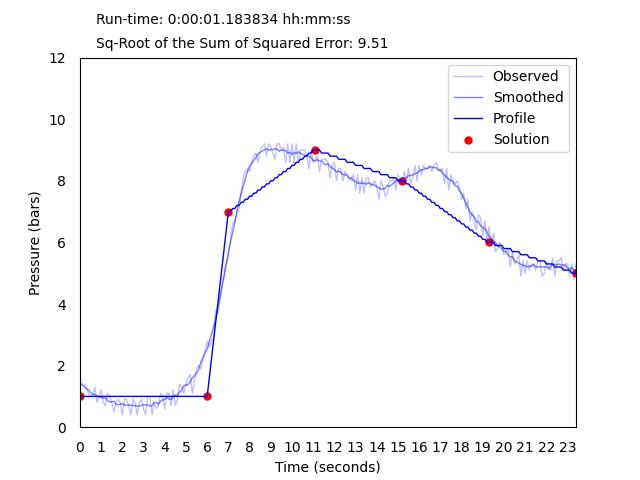 Run-time: 0:00:01.183834 hh:mm:ss
Sq-Root of the Sum of Squared Error: 9.51
12
10
8
6
4
2
0
Pressure (bars)
Observed
Smoothed
Profile
Solution
0 1 2 3 4 5 6 7 8 9 10 11 12 13 14 15 16 17 18 19 20 21 22 23
Time (seconds)